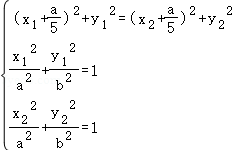 (x₁+a/5)²+y₁²=(x₂+a/5)²+y₂²
x₁²/a²+y₁²/b²=1
x₂²/a²+y₂²/b²=1